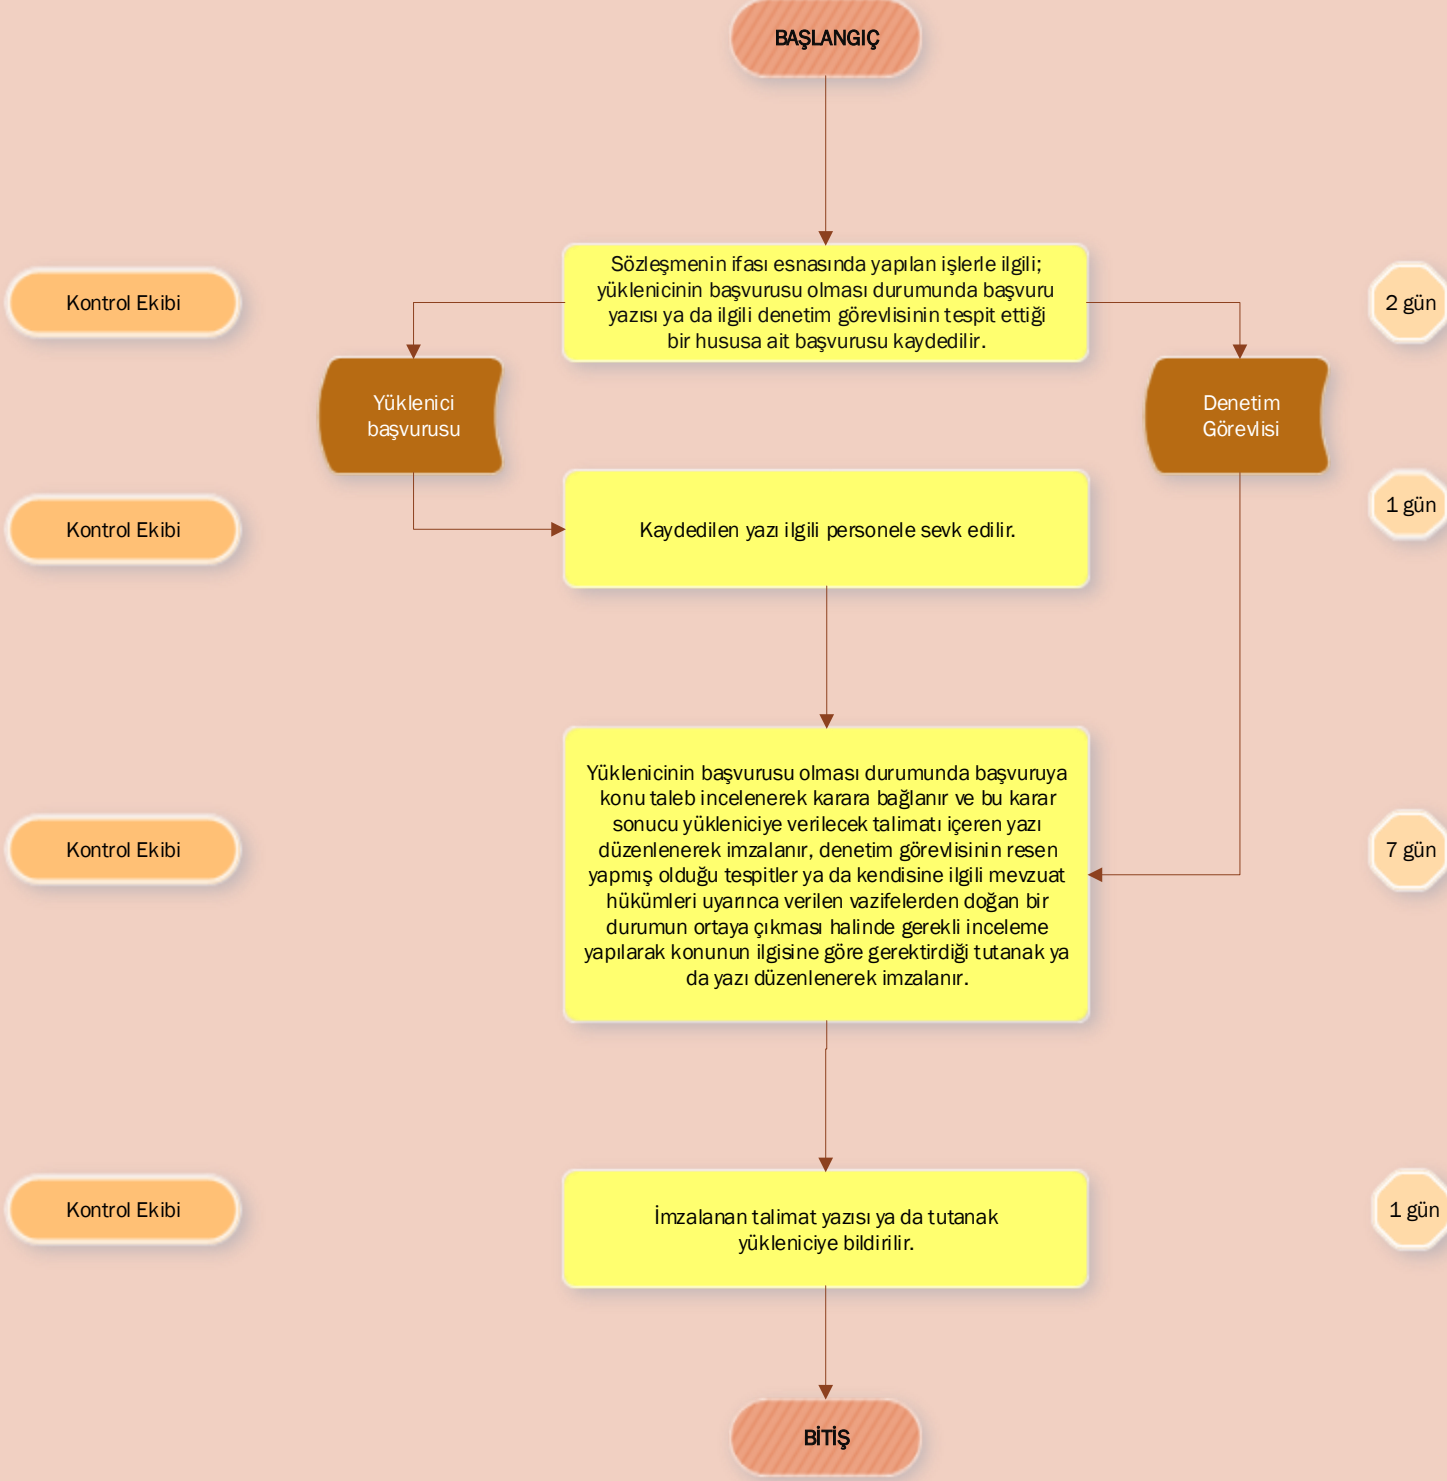 BAŞLANGIÇ
Kontrol Ekibi
Sözleşmenin ifası esnasında yapılan işlerle ilgili;
yüklenicinin başvurusu olması durumunda başvuru
yazısı ya da ilgili denetim görevlisinin tespit ettiği
bir hususa ait başvurusu kaydedilir.
2 gün
Yüklenici
başvurusu
Denetim
Görevlisi
Kontrol Ekibi
Kaydedilen yazı ilgili personele sevk edilir.
1 gün
Kontrol Ekibi
Yüklenicinin başvurusu olması durumunda başvuruya
konu taleb incelenerek karara bağlanır ve bu karar
sonucu yükleniciye verilecek talimatı içeren yazı
düzenlenerek imzalanır, denetim görevlisinin resen
yapmış olduğu tespitler ya da kendisine ilgili mevzuat
hükümleri uyarınca verilen vazifelerden doğan bir
durumun ortaya çıkması halinde gerekli inceleme
yapılarak konunun ilgisine göre gerektirdiği tutanak ya
da yazı düzenlenerek imzalanır.
7 gün
Kontrol Ekibi
İmzalanan talimat yazısı ya da tutanak
yükleniciye bildirilir.
1 gün
BİTİŞ